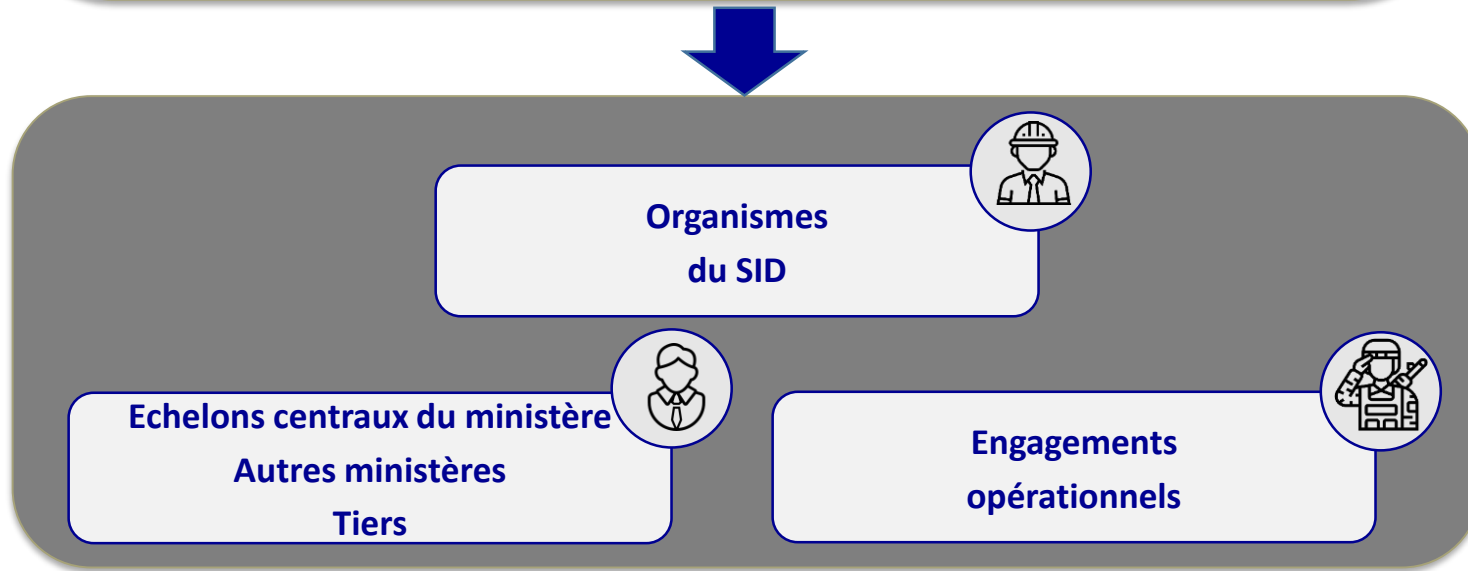 Organismes
du SID
Echelons centraux du ministère
Autres ministères
Tiers
Engagements
opérationnels